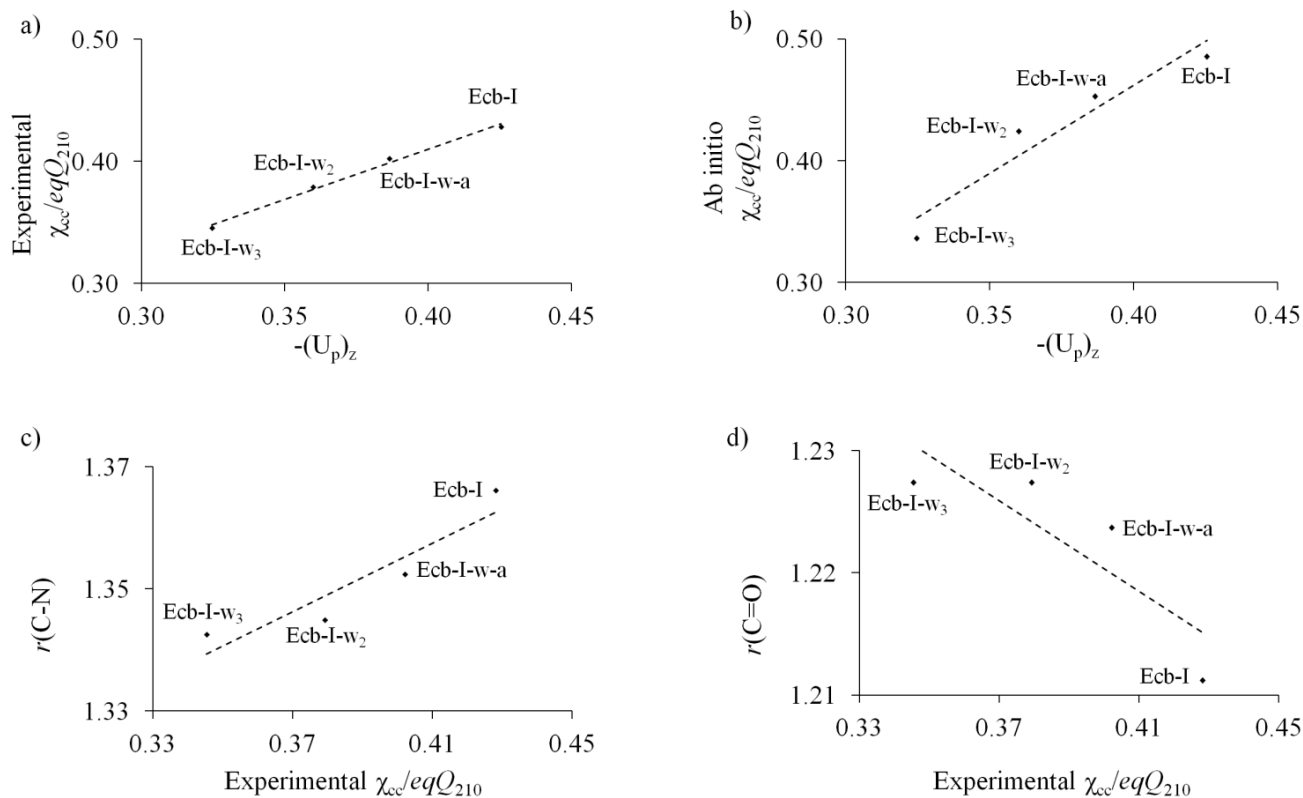 a)
0.50
0.40
0.30
Experimental
χcc/eqQ210
Ecb-I
Ecb-I-w2
Ecb-I-w-a
Ecb-I-w3
0.30 0.35 0.40 0.45
-(Up)z
b)
0.50
0.40
0.30
Ab initio
χcc/eqQ210
Ecb-I-w-a
Ecb-I
Ecb-I-w2
Ecb-I-w3
0.30 0.35 0.40 0.45
-(Up)z
c)
1.37
1.35
1.33
r(C-N)
Ecb-I
Ecb-I-w-a
Ecb-I-w3
Ecb-I-w2
0.33 0.37 0.41 0.45
Experimental χcc/eqQ210
d)
1.23
1.22
1.21
r(C=O)
Ecb-I-w2
Ecb-I-w3
Ecb-I-w-a
Ecb-I
0.33 0.37 0.41 0.45
Experimental χcc/eqQ210